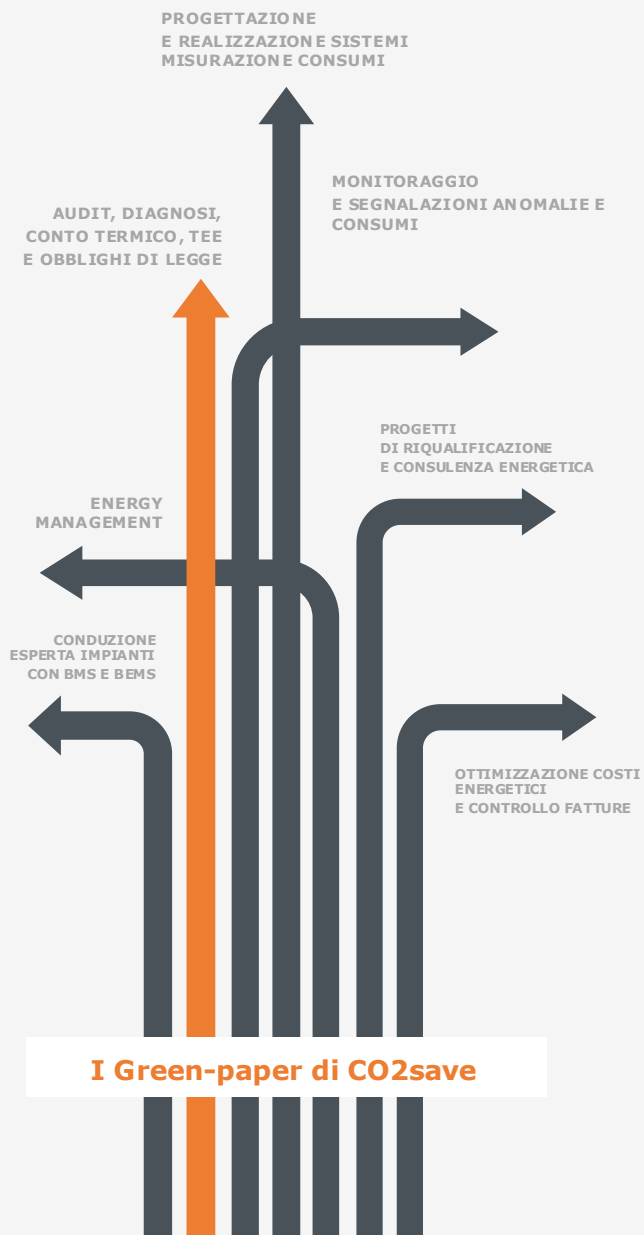 PROGETTAZIONE
E REALIZZAZIONE SISTEMI
MISURAZIONE CONSUMI
MONITORAGGIO
E SEGNALAZIONI ANOMALIE E
CONSUMI
AUDIT, DIAGNOSI,
CONTO TERMICO, TEE
E OBBLIGHI DI LEGGE
PROGETTI
DI RIQUALIFICAZIONE
E CONSULENZA ENERGETICA
ENERGY
MANAGEMENT
CONDUZIONE
ESPERTA IMPIANTI
CON BMS E BEMS
OTTIMIZZAZIONE COSTI
ENERGETICI
E CONTROLLO FATTURE
I Green-paper di CO2save